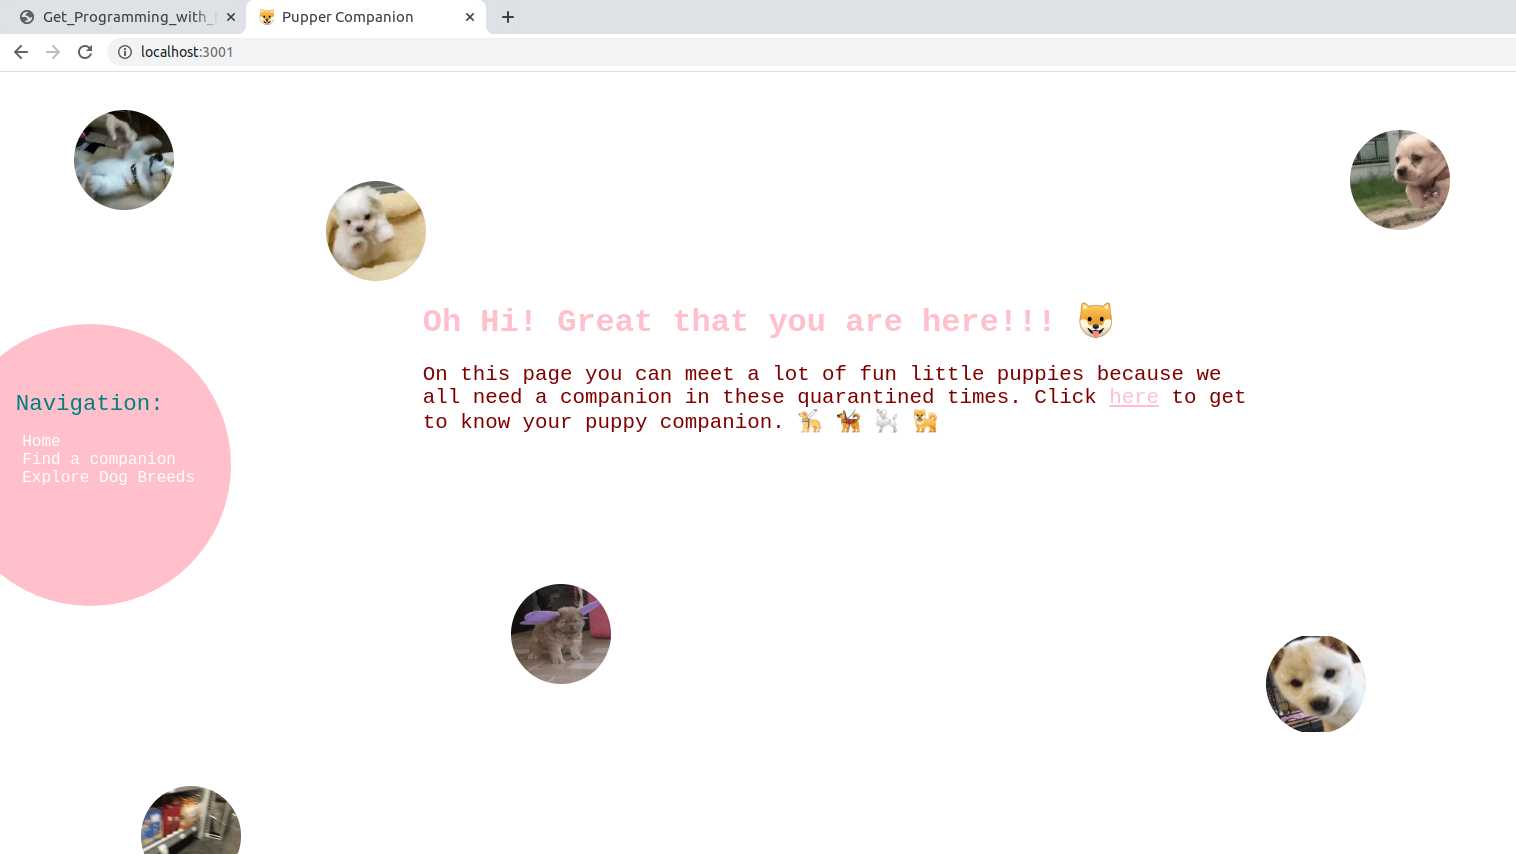 Get_Programming_with_
Pupper Companion
localhost:3001
Oh Hi! Great that you are here!!!
On this page you can meet a lot of fun little puppies because we
all need a companion in these quarantined times. Click here to get
to know your puppy companion.
Navigation:
Home
Find a companion
Explore Dog Breeds